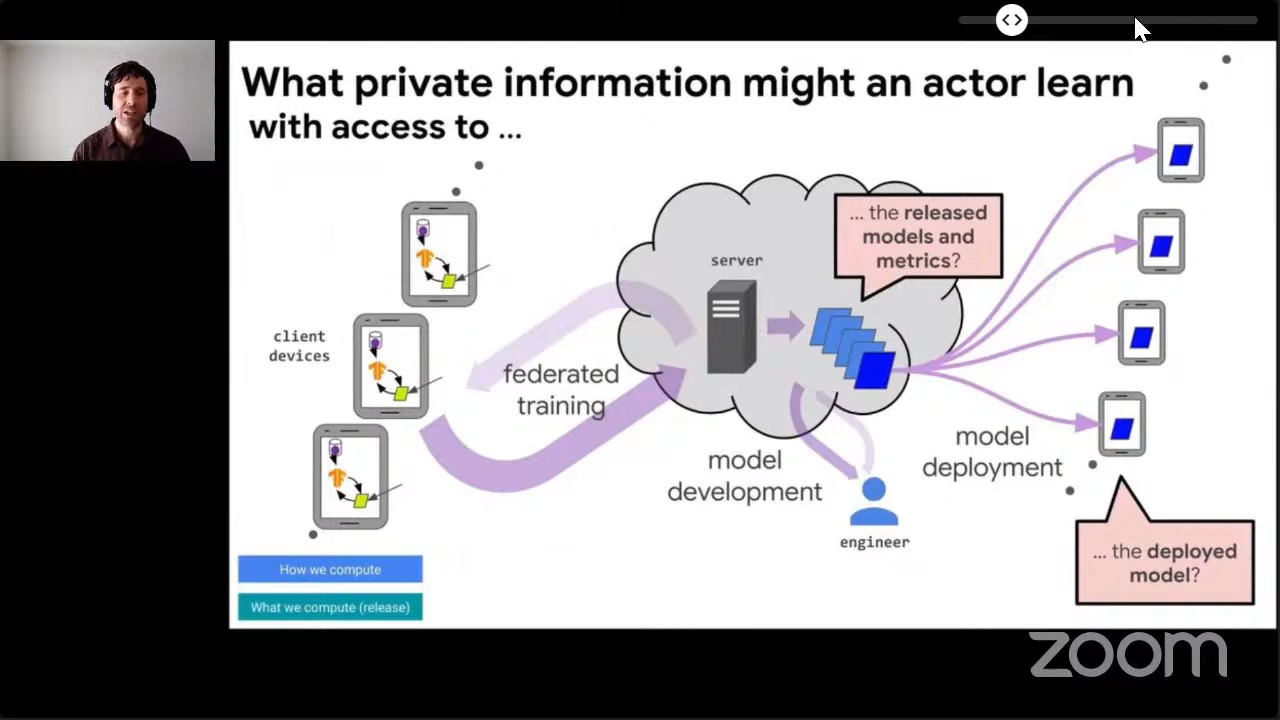 What private information might an actor learn
with access to ...
... the released
models and
metrics?
server
client
devices
federated
training
model
development
model
deployment
engineer
... the deployed
model?
How we compute
What we compute (release)
zoom